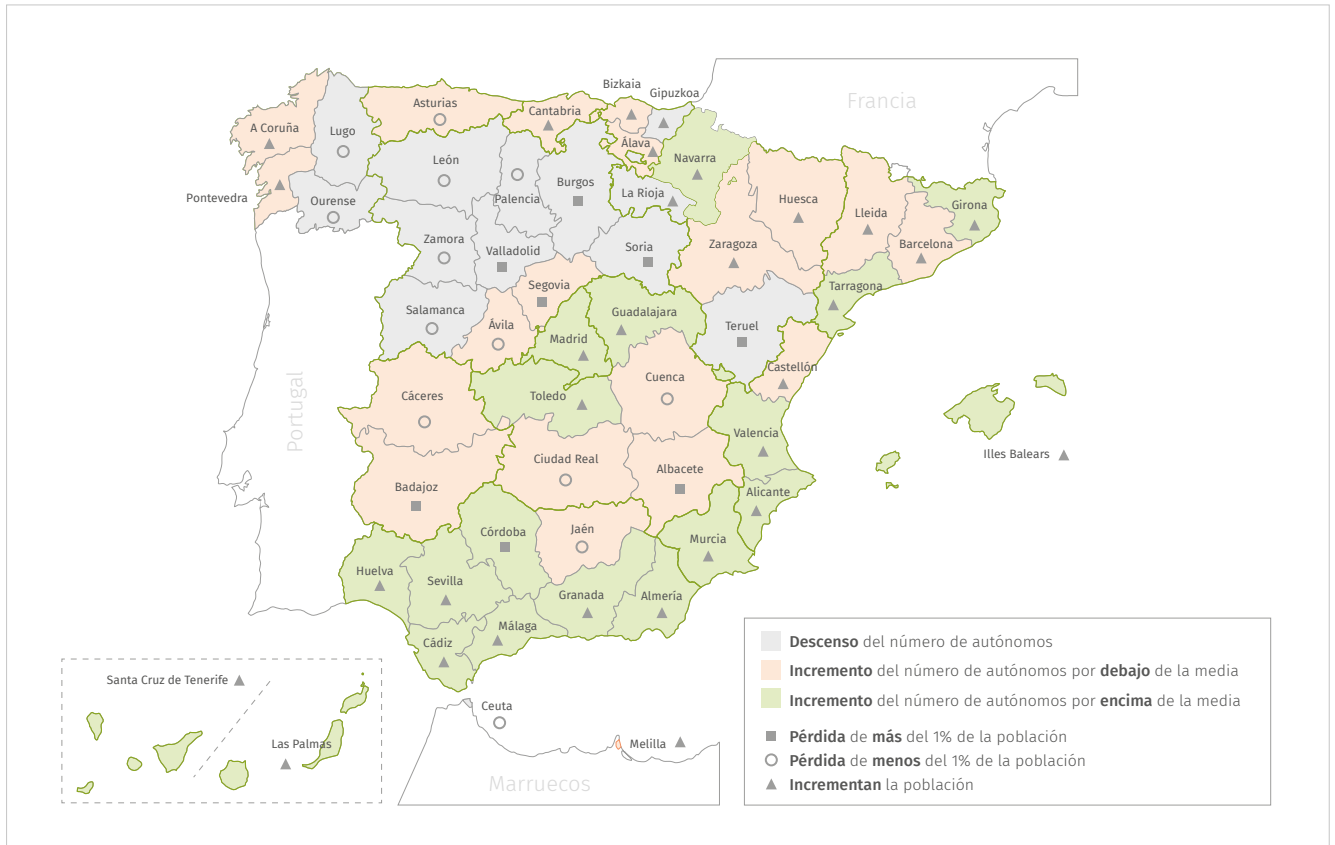 Francia
Bizkaia
Gipuzkoa
Asturias
Cantabria
A Coruña
Lugo
Álava
León
Navarra
Palencia
Burgos
La Rioja
Pontevedra
Ourense
Huesca
Lleida
Girona
Zamora
Valladolid
Soria
Zaragoza
Barcelona
Segovia
Tarragona
Salamanca
Ávila
Guadalajara
Madrid
Teruel
Portugal
Cáceres
Toledo
Cuenca
Castellón
Valencia
Illes Balears
Ciudad Real
Albacete
Badajoz
Alicante
Córdoba
Jaén
Murcia
Huelva
Sevilla
Granada
Almería
Málaga
Cádiz
Descenso del número de autónomos
Incremento del número de autónomos por debajo de la media
Incremento del número de autónomos por encima de la media
Pérdida de más del 1% de la población
Pérdida de menos del 1% de la población
Incrementan la población
Santa Cruz de Tenerife
Las Palmas
Ceuta
Melilla
Marruecos